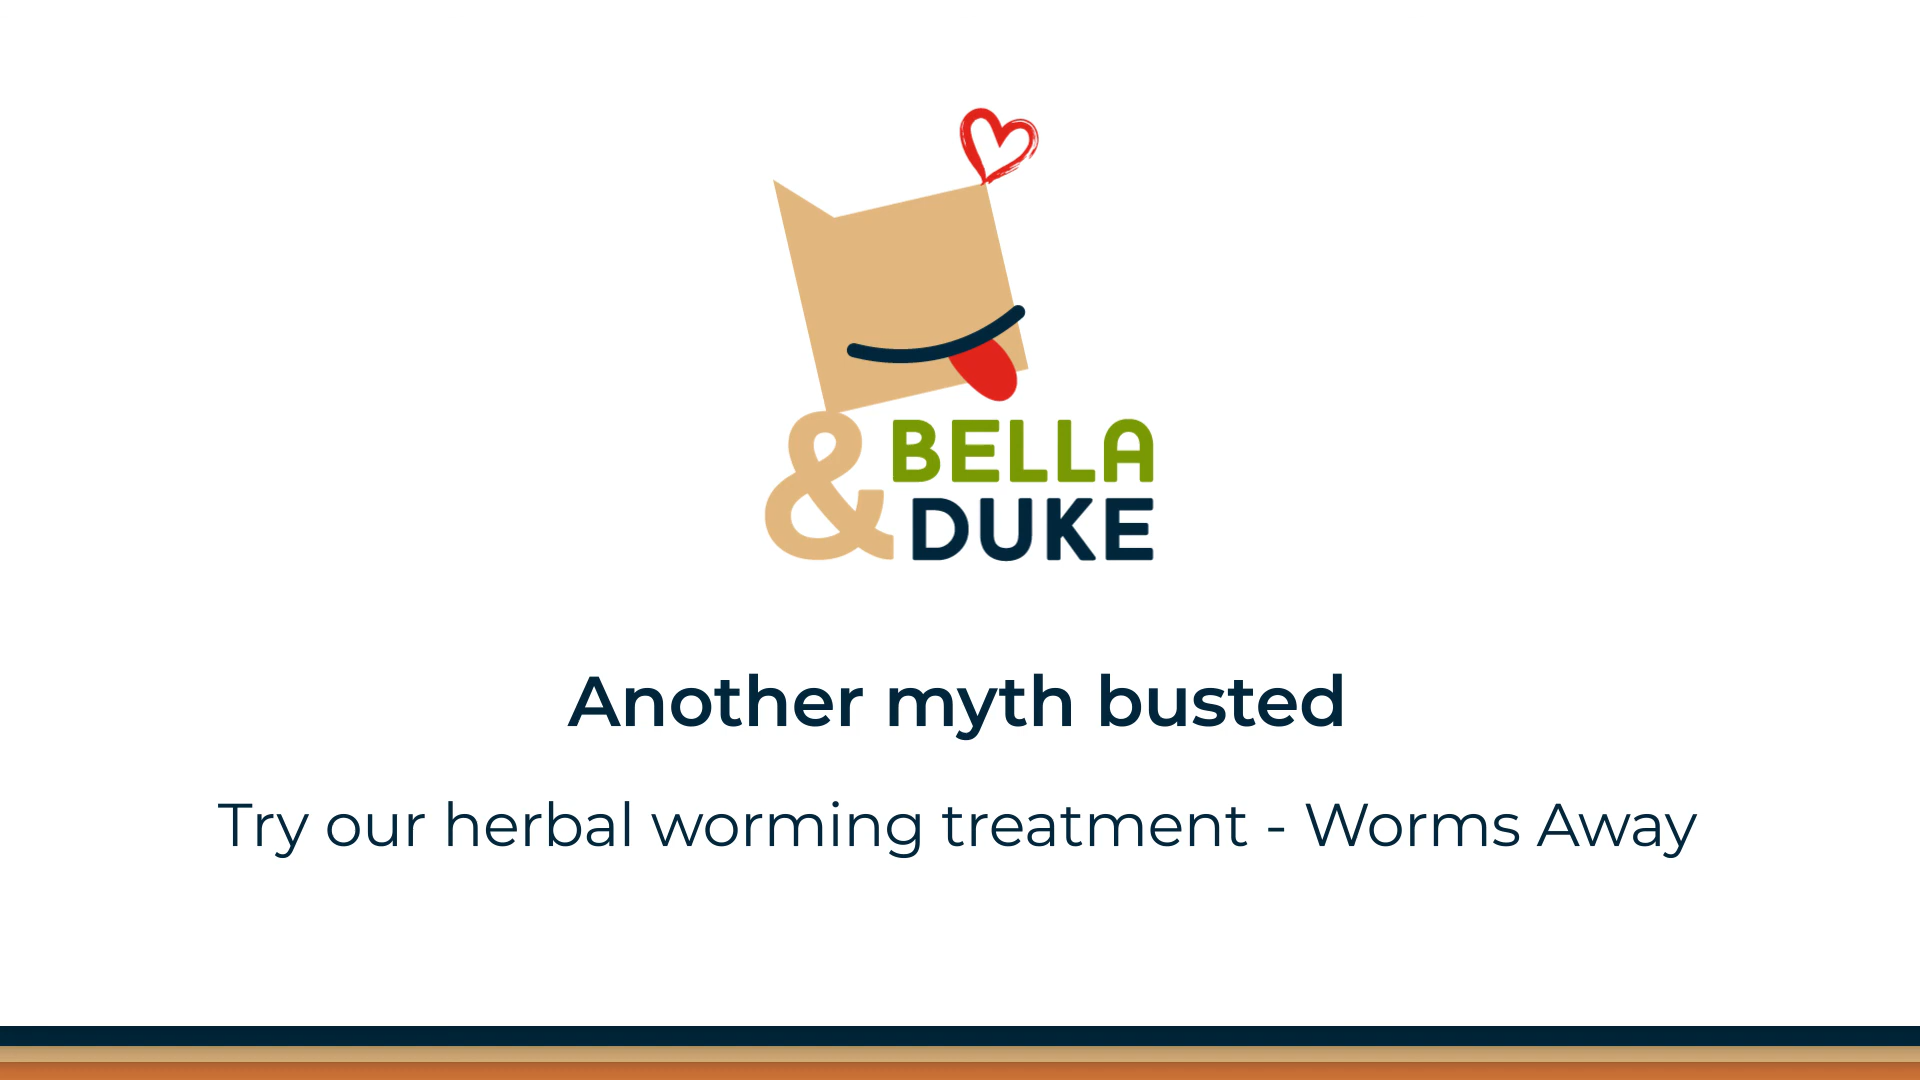 & BELLA
DUKE
Another myth busted
Try our herbal worming treatment - Worms Away